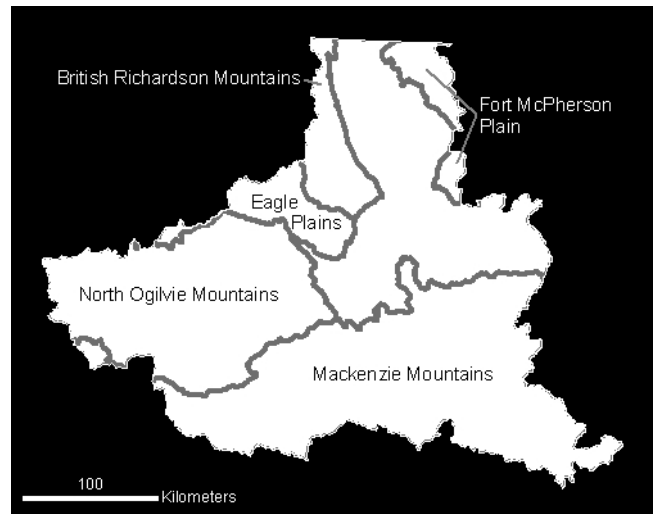 British Richardson Mountains
Fort McPherson
Plain
Eagle
Plains
North Ogilvie Mountains
Mackenzie Mountains
100
Kilometers